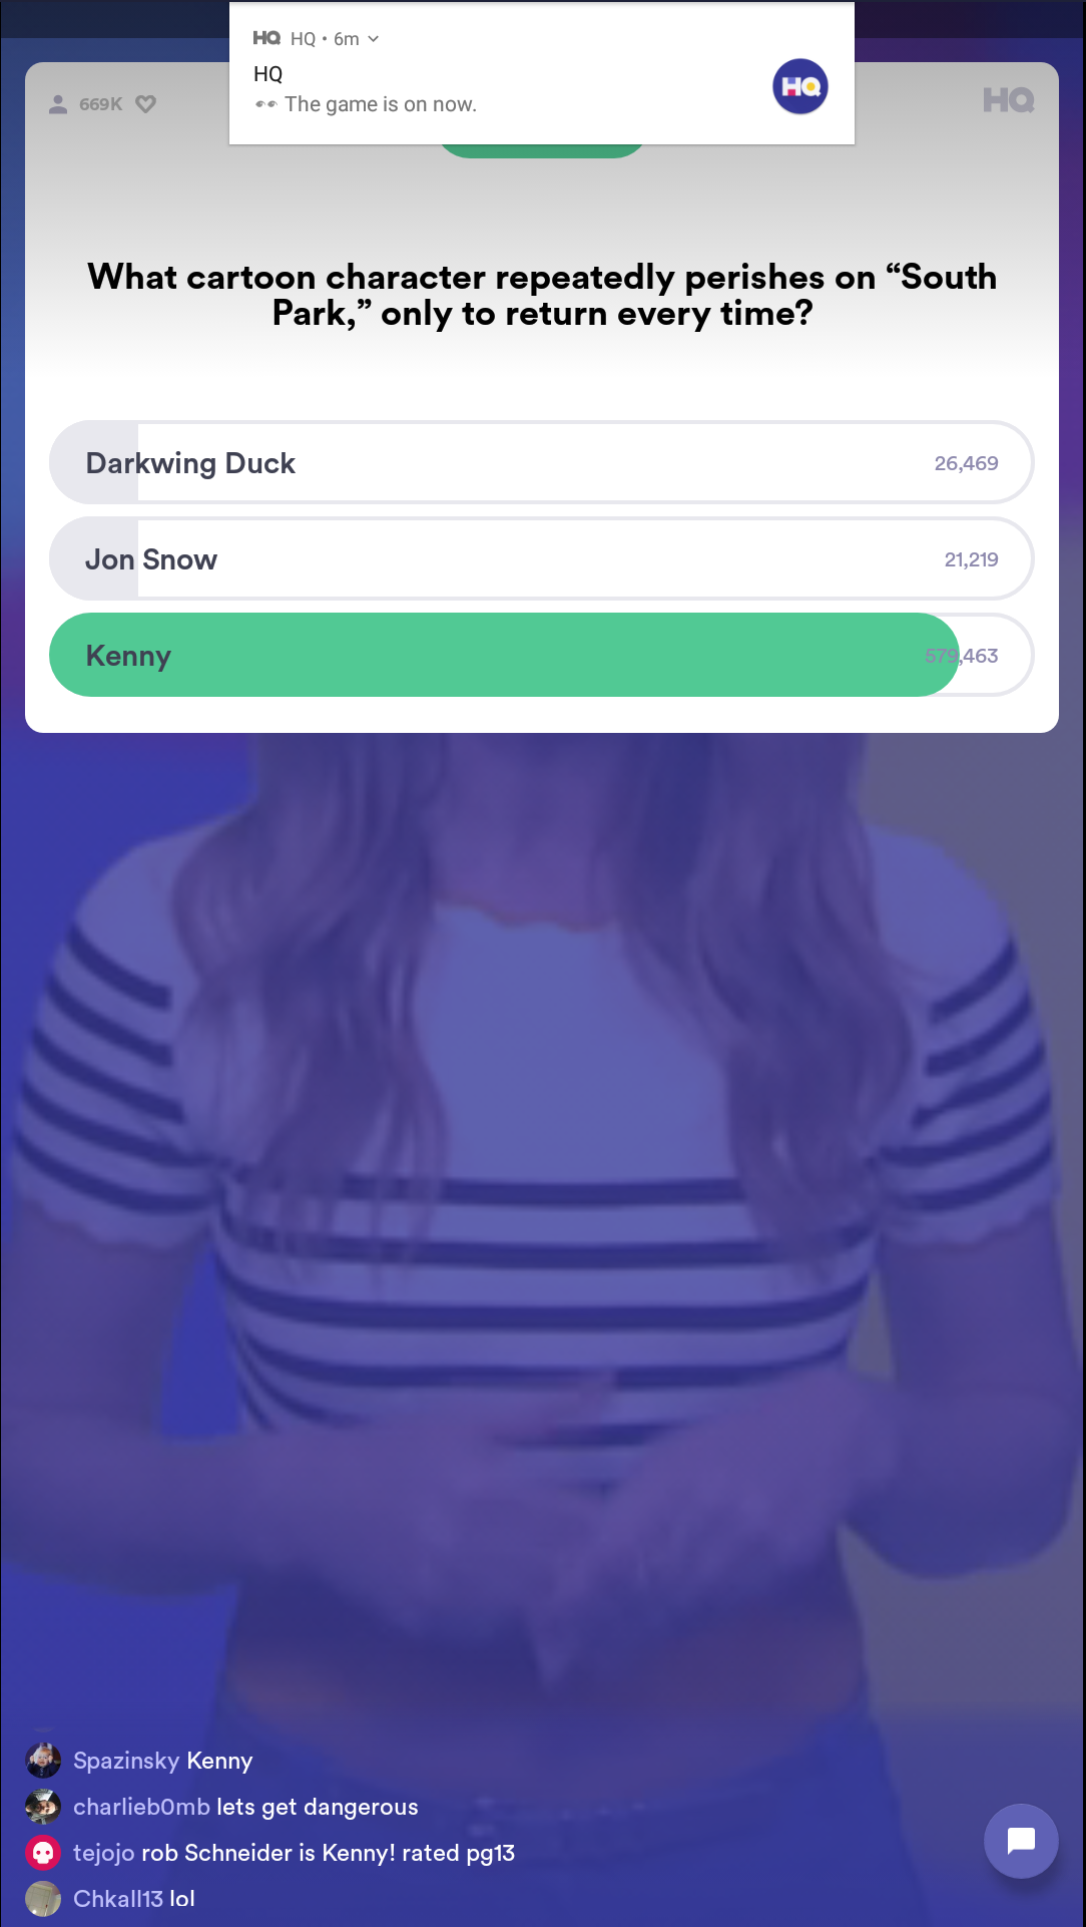 HQ HQ • 6m
HQ
👀 The game is on now.
HQ
669K
HQ
What cartoon character repeatedly perishes on “South
Park,” only to return every time?
Darkwing Duck 26,469
Jon Snow 21,219
Kenny 579,463
Spazinsky Kenny
charlieb0mb lets get dangerous
tejojo rob Schneider is Kenny! rated pg13
Chkall13 lol